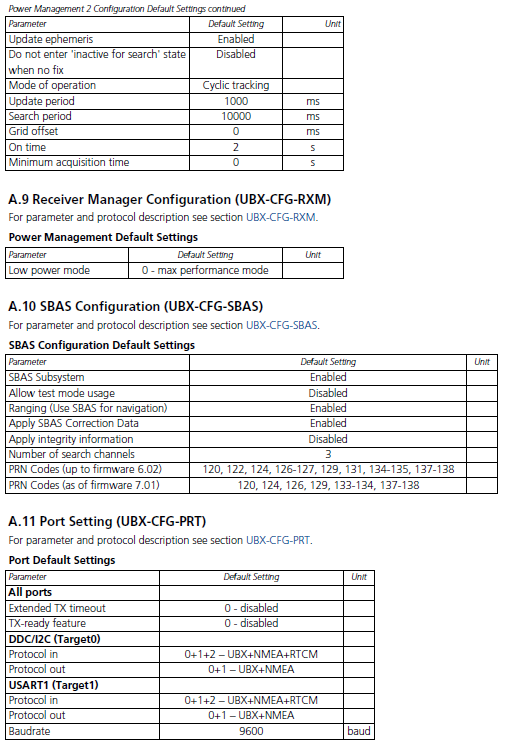 Power Management 2 Configuration Default Settings continued
Parameter Default Setting Unit
Update ephemeris Enabled
Do not enter 'inactive for search' state Disabled
when no fix
Mode of operation Cyclic tracking
Update period 1000 ms
Search period 10000 ms
Grid offset 0 ms
On time 2 s
Minimum acquisition time 0 s
A.9 Receiver Manager Configuration (UBX-CFG-RXM)
For parameter and protocol description see section UBX-CFG-RXM.
Power Management Default Settings
Parameter Default Setting Unit
Low power mode 0 - max performance mode
A.10 SBAS Configuration (UBX-CFG-SBAS)
For parameter and protocol description see section UBX-CFG-SBAS.
SBAS Configuration Default Settings
Parameter Default Setting Unit
SBAS Subsystem Enabled
Allow test mode usage Disabled
Ranging (Use SBAS for navigation) Enabled
Apply SBAS Correction Data Enabled
Apply integrity information Disabled
Number of search channels 3
PRN Codes (up to firmware 6.02) 120, 122, 124, 126-127, 129, 131, 134-135, 137-138
PRN Codes (as of firmware 7.01) 120, 124, 126, 129, 133-134, 137-138
A.11 Port Setting (UBX-CFG-PRT)
For parameter and protocol description see section UBX-CFG-PRT.
Port Default Settings
Parameter Default Setting Unit
All ports
Extended TX timeout 0 - disabled
TX-ready feature 0 - disabled
DDC/I2C (Target0)
Protocol in 0+1+2 – UBX+NMEA+RTCM
Protocol out 0+1 – UBX+NMEA
USART1 (Target1)
Protocol in 0+1+2 – UBX+NMEA+RTCM
Protocol out 0+1 – UBX+NMEA
Baudrate 9600 baud